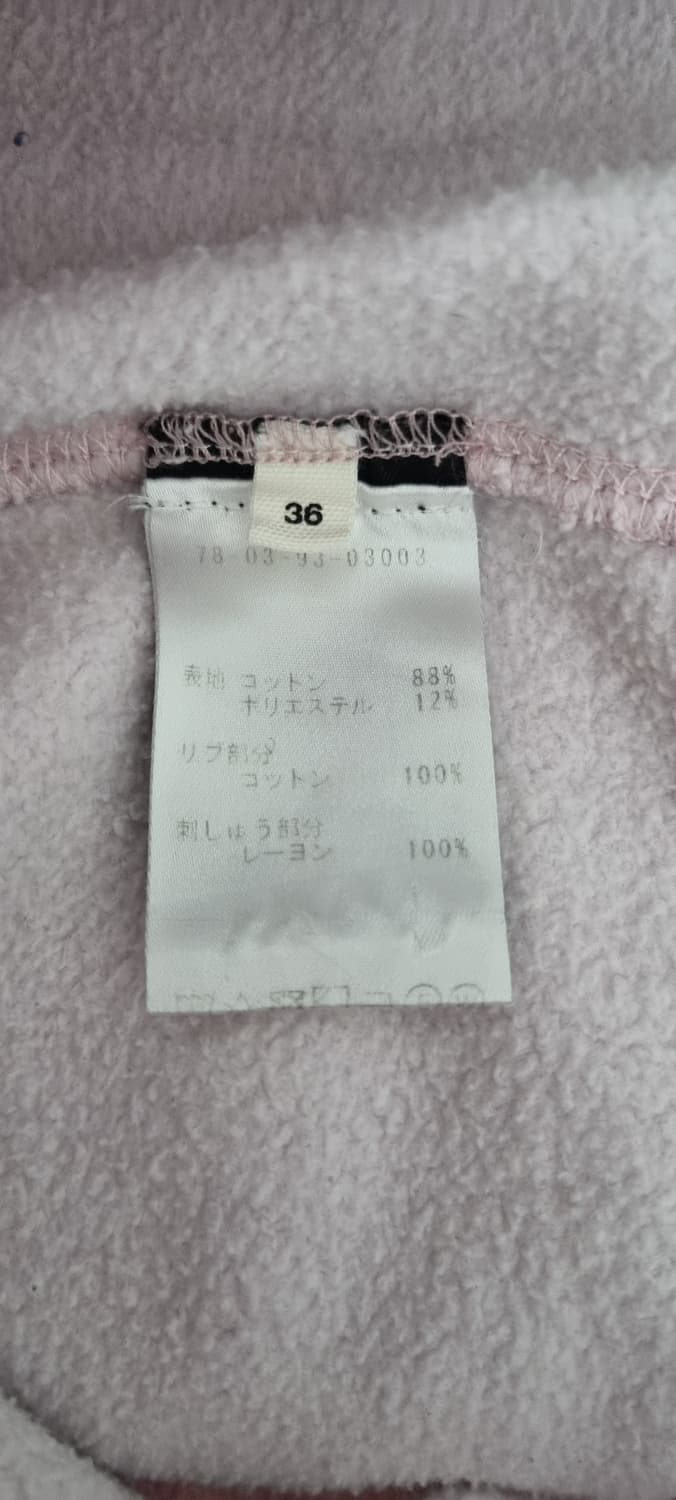 36
78 03-93-03003
表地 コットン 88%
ポリエステル 12%
リブ部分
コットン 100%
刺しゅう部分
レーヨン 100%